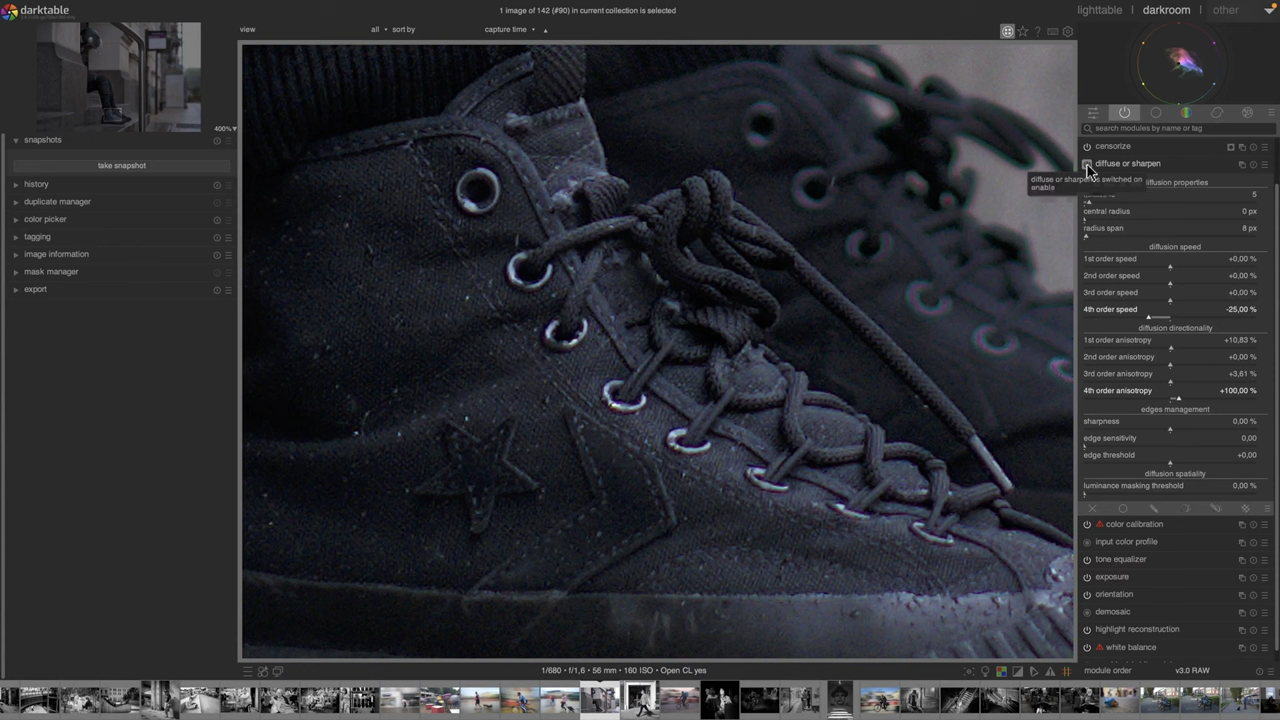 darktable
1 image of 142 (#90) in current collection is selected
lighttable | darkroom | other
view
all • sort by
capture time •
400%
snapshots
take snapshot
history
duplicate manager
color picker
tagging
image information
mask manager
export
search modules by name or tag
censorize
diffuse or sharpen
diffuse or sharpen is switched on
enable
diffusion properties
5
central radius 0 px
radius span 8 px
diffusion speed
1st order speed +0,00 %
2nd order speed +0,00 %
3rd order speed +0,00 %
4th order speed -25,00 %
diffusion directionality
1st order anisotropy +10,83 %
2nd order anisotropy +0,00 %
3rd order anisotropy +3,61 %
4th order anisotropy +100,00 %
edges management
sharpness 0,00 %
edge sensitivity 0,00
edge threshold +0,00
diffusion spatiality
luminance masking threshold 0,00 %
color calibration
input color profile
tone equalizer
exposure
orientation
demosaic
highlight reconstruction
white balance
1/680 • f/1,6 • 56 mm • 160 ISO • Open CL yes
module order v3.0 RAW